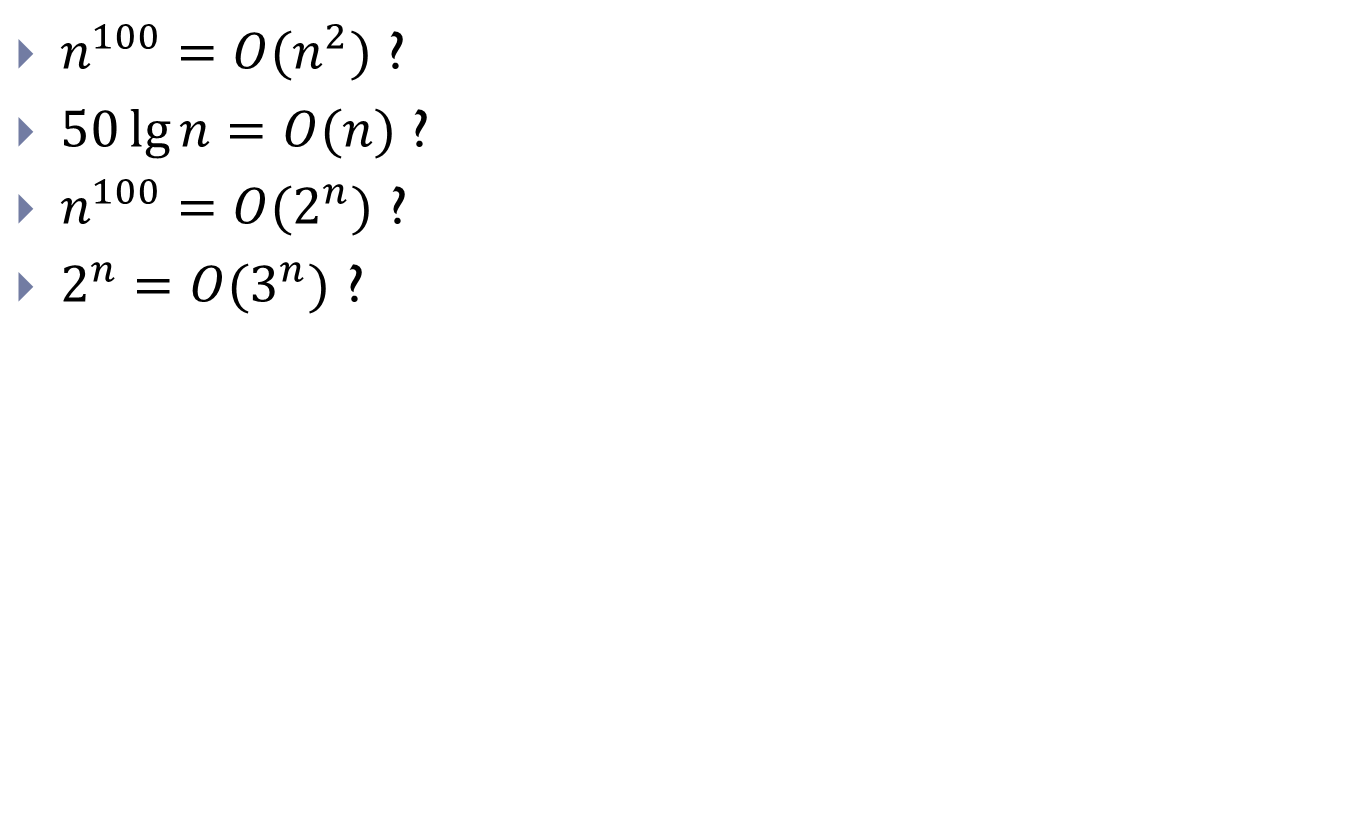 n^100 = O(n^2) ?
50 lg n = O(n) ?
n^100 = O(2^n) ?
2^n = O(3^n) ?